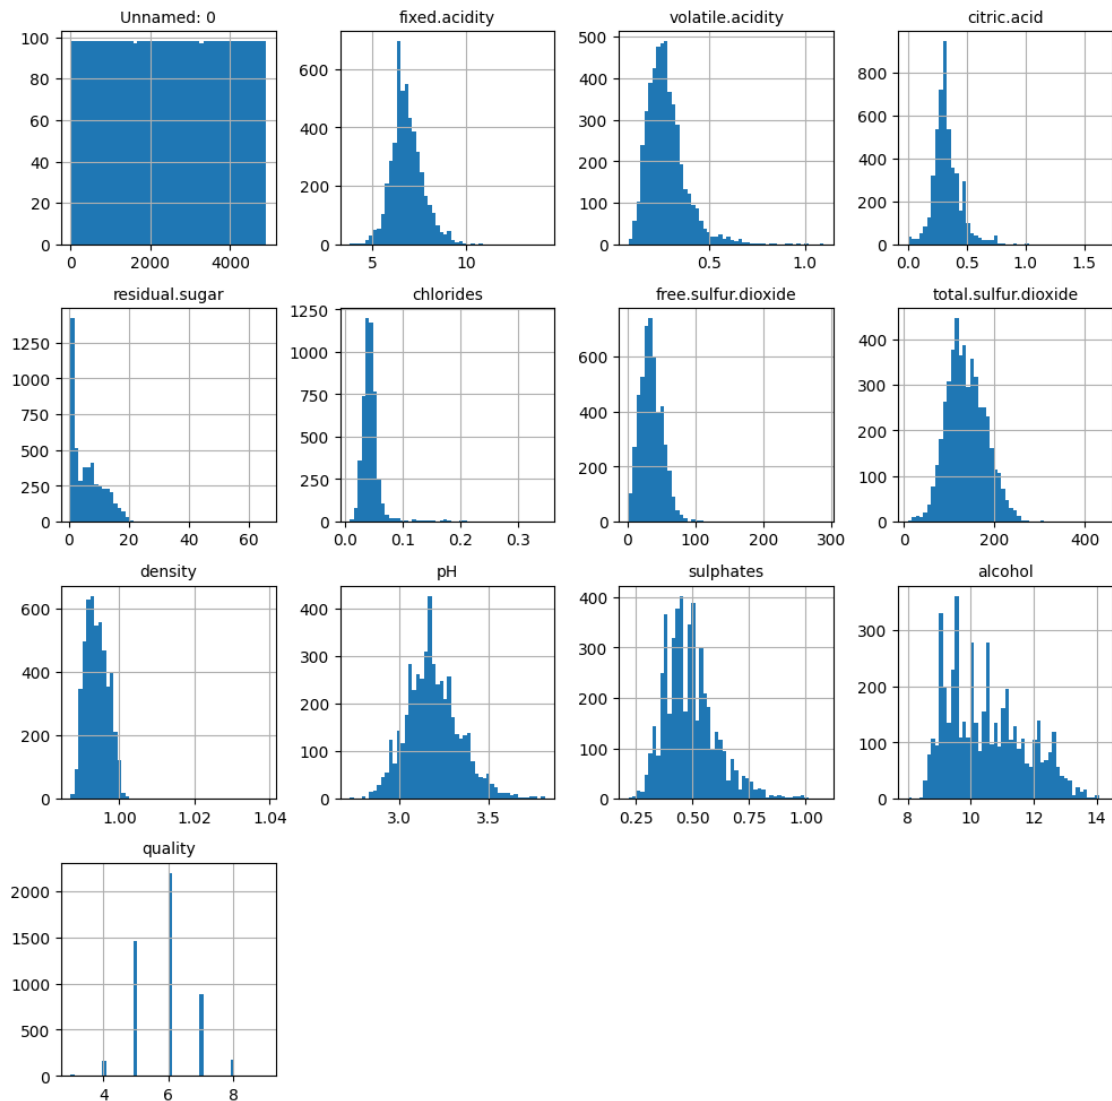 Unnamed: 0
100
80
60
40
20
0
0 2000 4000
fixed.acidity
600
400
200
0
5 10
volatile.acidity
500
400
300
200
100
0
0.5 1.0
citric.acid
800
600
400
200
0
0.0 0.5 1.0 1.5
residual.sugar
1250
1000
750
500
250
0
0 20 40 60
chlorides
1250
1000
750
500
250
0
0.0 0.1 0.2 0.3
free.sulfur.dioxide
600
400
200
0
0 100 200 300
total.sulfur.dioxide
400
300
200
100
0
0 200 400
density
600
400
200
0
1.00 1.02 1.04
pH
400
300
200
100
0
3.0 3.5
sulphates
400
300
200
100
0
0.25 0.50 0.75 1.00
alcohol
300
200
100
0
8 10 12 14
quality
2000
1500
1000
500
0
4 6 8